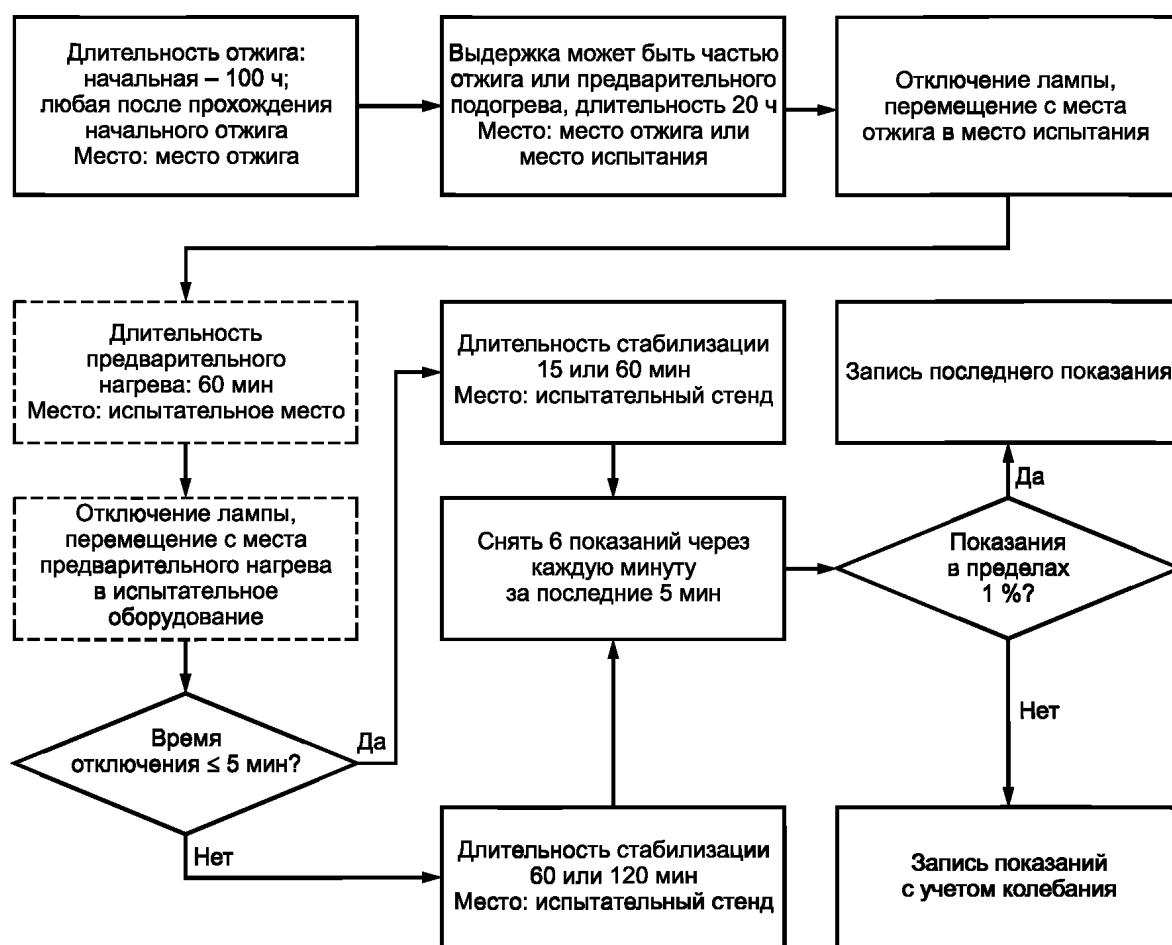 Длительность отжига:
начальная – 100 ч;
любая после прохождения
начального отжига
Место: место отжига
Выдержка может быть частью
отжига или предварительного
подогрева, длительность 20 ч
Место: место отжига или
место испытания
Отключение лампы,
перемещение с места
отжига в место испытания
Длительность
предварительного
нагрева: 60 мин
Место: испытательное место
Длительность стабилизации
15 или 60 мин
Место: испытательный стенд
Запись последнего показания
Отключение лампы,
перемещение с места
предварительного нагрева
в испытательное
оборудование
Снять 6 показаний через
каждую минуту
за последние 5 мин
Да
Показания
в пределах
1 %?
Нет
Время
отключения ≤ 5 мин?
Да
Нет
Длительность стабилизации
60 или 120 мин
Место: испытательный стенд
Запись показаний
с учетом колебания